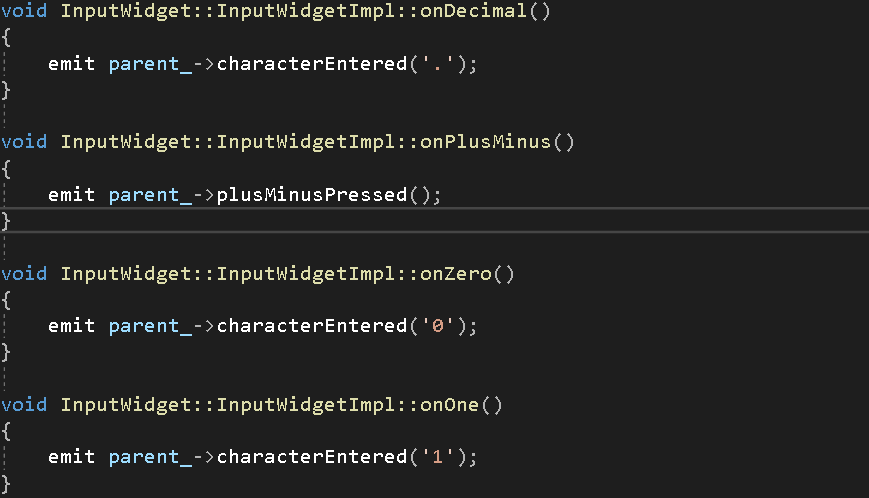 void InputWidget::InputWidgetImpl::onDecimal()
{
    emit parent_->characterEntered('.');
}
void InputWidget::InputWidgetImpl::onPlusMinus()
{
    emit parent_->plusMinusPressed();
}
void InputWidget::InputWidgetImpl::onZero()
{
    emit parent_->characterEntered('0');
}
void InputWidget::InputWidgetImpl::onOne()
{
    emit parent_->characterEntered('1');
}